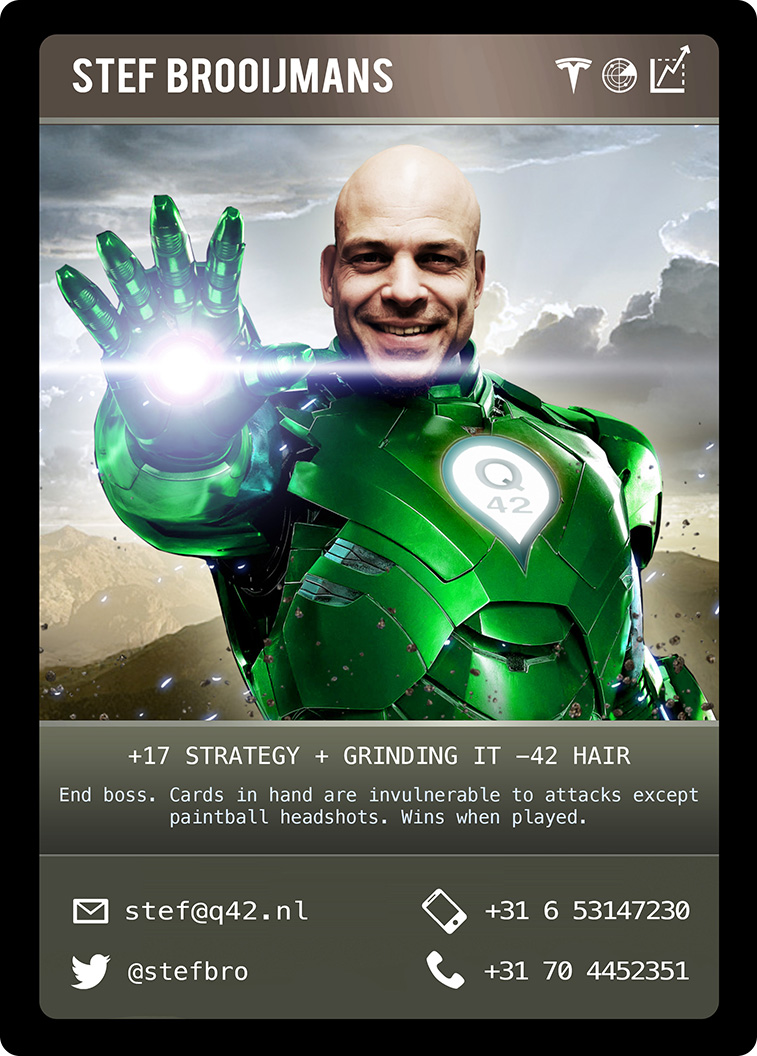 STEF BROOIJMANS
Q
42
+17 STRATEGY + GRINDING IT -42 HAIR
End boss. Cards in hand are invulnerable to attacks except
paintball headshots. Wins when played.
stef@q42.nl
+31 6 53147230
@stefbro
+31 70 4452351